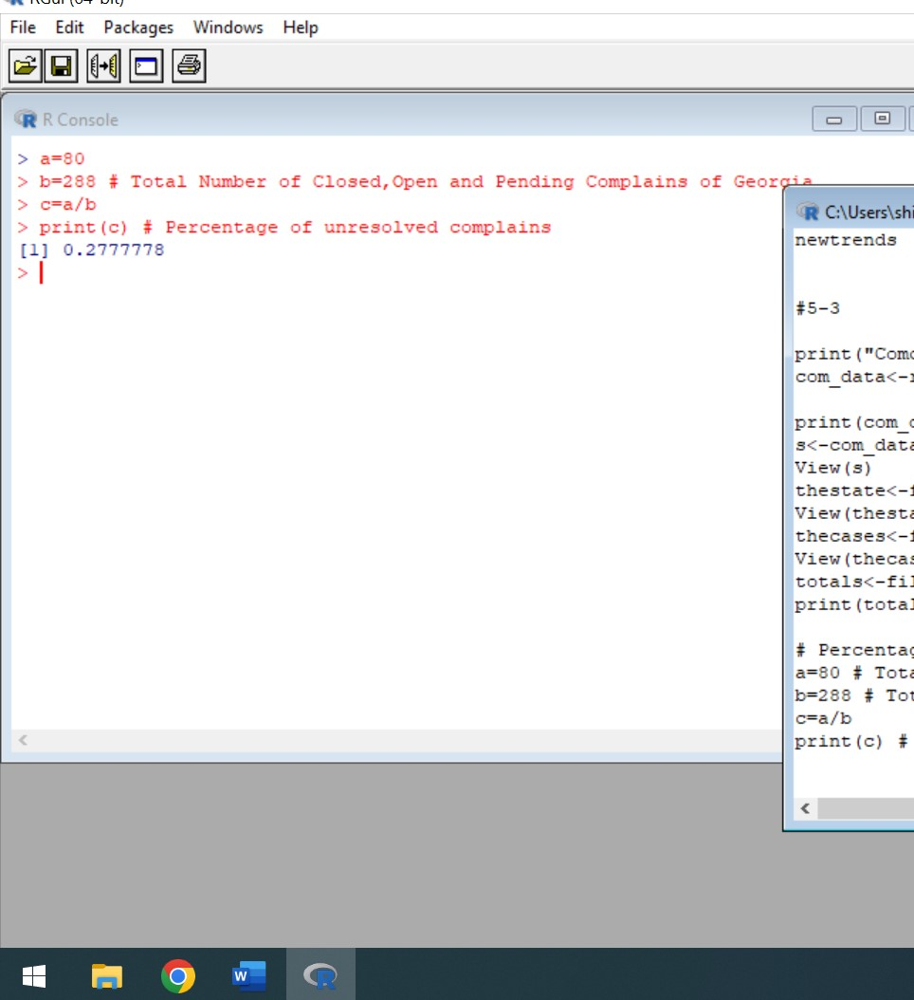 RGui (64-bit)
File Edit Packages Windows Help
R Console
> a=80
> b=288 # Total Number of Closed,Open and Pending Complains of Georgia
> c=a/b
> print(c) # Percentage of unresolved complains
[1] 0.2777778
>
C:\Users\shi
newtrends
#5-3
print("Como
com_data<-r
print(com_d
s<-com_data
View(s)
thestate<-f
View(thesta
thecases<-f
View(thecas
totals<-fil
print(total
# Percentag
a=80 # Tota
b=288 # Tot
c=a/b
print(c) #